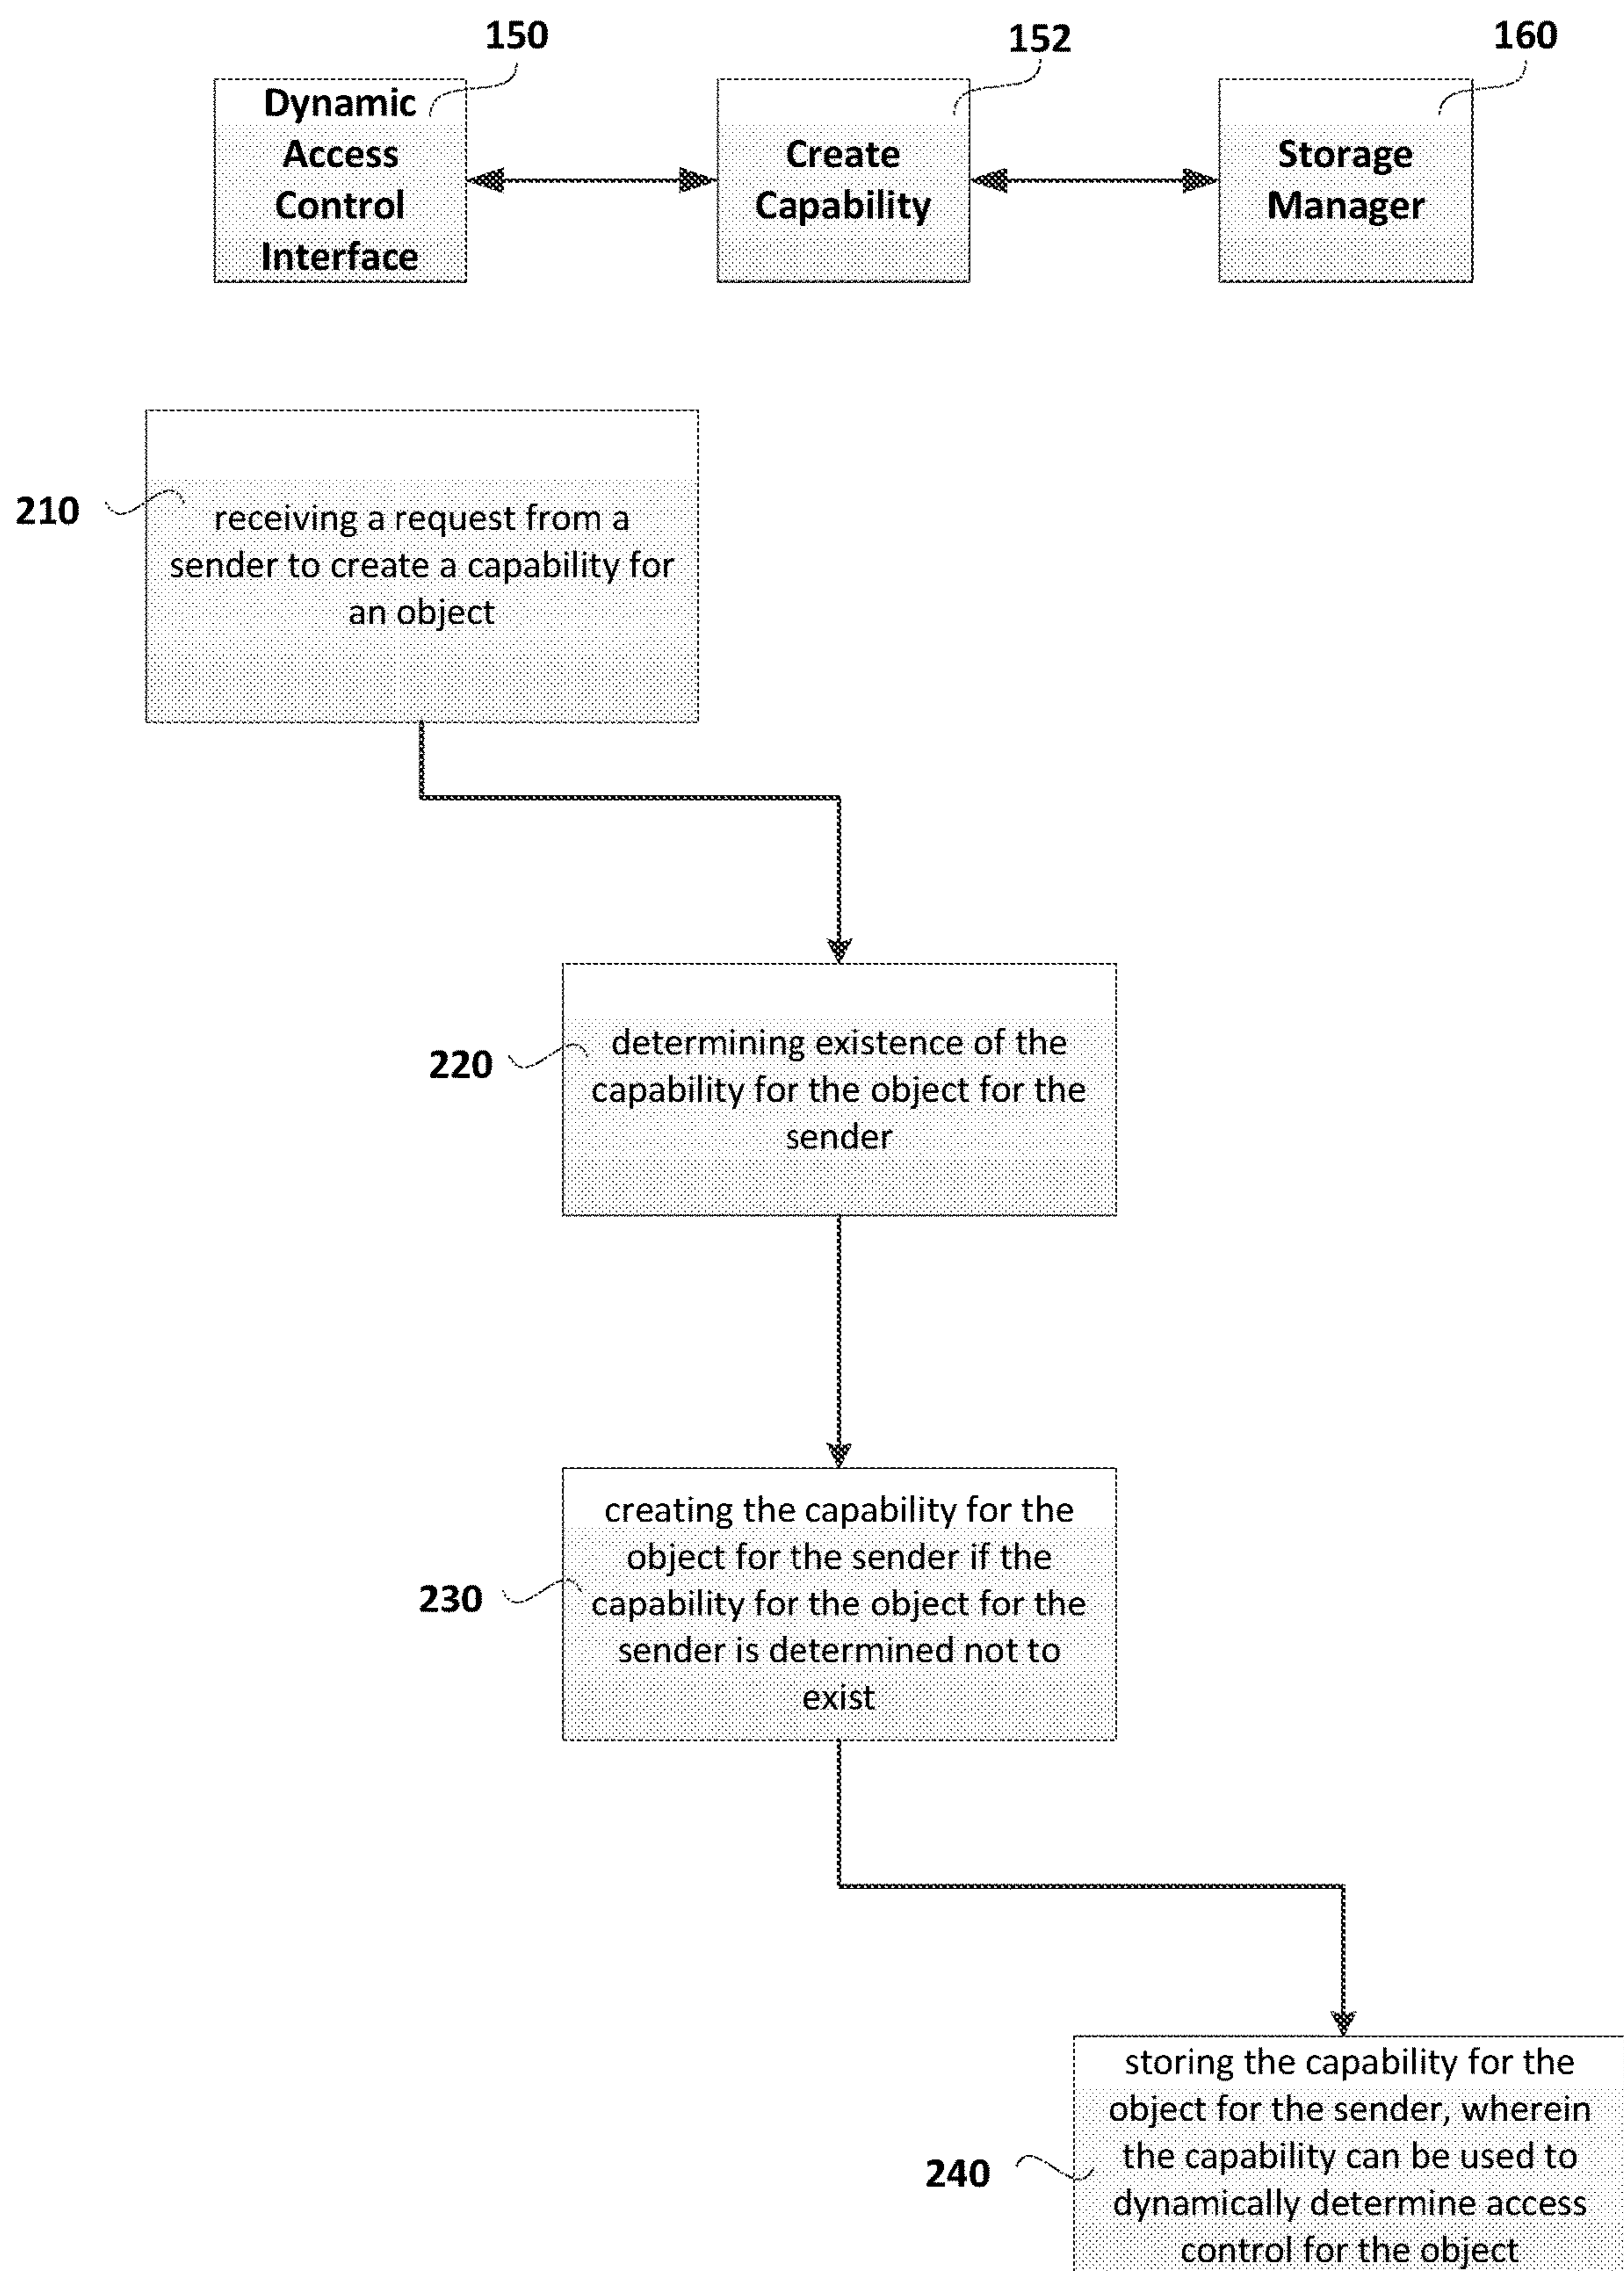 150
152
160
Dynamic
Access
Control
Interface
Create
Capability
Storage
Manager
210
receiving a request from a
sender to create a capability for
an object
220
determining existence of the
capability for the object for the
sender
230
creating the capability for the
object for the sender if the
capability for the object for the
sender is determined not to
exist
240
storing the capability for the
object for the sender, wherein
the capability can be used to
dynamically determine access
control for the object